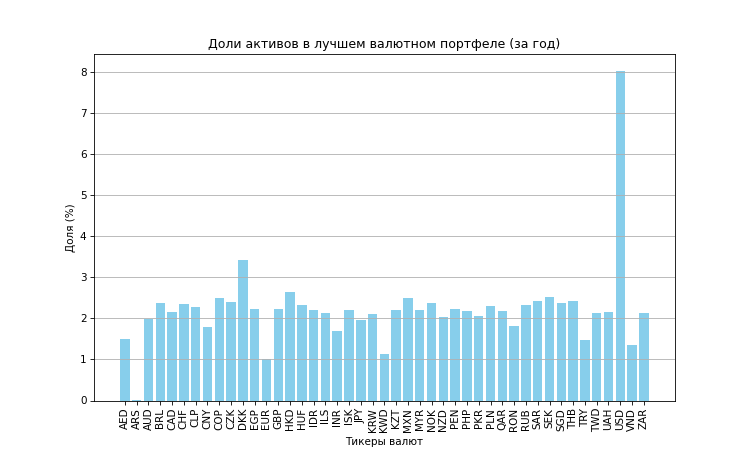 Доли активов в лучшем валютном портфеле (за год)
Доля (%)
8
7
6
5
4
3
2
1
0
AED ARS AUD BRL CAD CHF CLP CNY COP CZK DKK EGP EUR GBP HKD HUF IDR ILS INR ISK JPY KRW KWD KZT MXN MYR NOK NZD PEN PHP PKR PLN QAR RON RUB SAR SEK SGD THB TRY TWD UAH USD VND ZAR
Тикеры валют